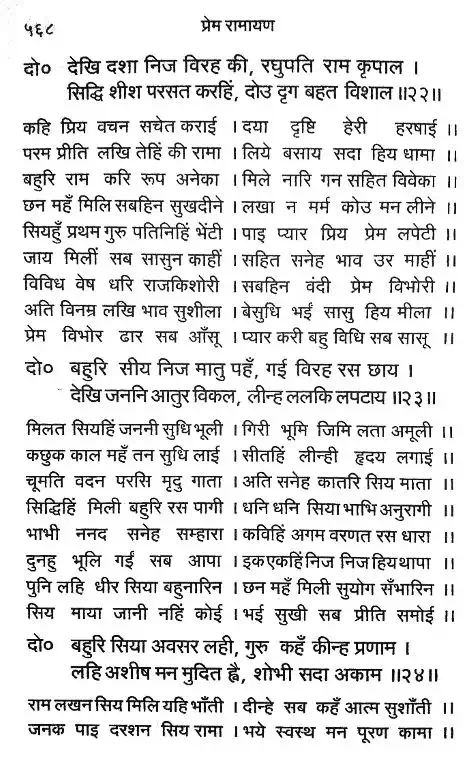 ५६८ प्रेम रामायण
दो० देखि दशा निज विरह की, रघुपति राम कृपाल ।
सिद्धि शीश परसत करहिं, दोउ दृग बहत विशाल ॥२२॥
कहि प्रिय वचन सचेत कराई । दया दृष्टि हेरी हरषाई ॥
परम प्रीति लखि तेहिं की रामा । लिये बसाय सदा हिय धामा ॥
बहुरि राम करि रूप अनेका । मिले नारि गन सहित विवेका ॥
छन महँ मिलि सबहिन सुखदीने । लखा न मर्म कोउ मन लीने ॥
सियहुँ प्रथम गुरु पतिनिहिं भेंटी । पाइ प्यार प्रिय प्रेम लपेटी ॥
जाय मिलीं सब सासुन काहीं । सहित सनेह भाव उर माहीं ॥
विविध वेष धरि राजकिशोरी । सबहिन वंदी प्रेम विभोरी ॥
अति विनम्र लखि भाव सुशीला । बेसुधि भईं सासु हिय मीला ॥
प्रेम विभोर ढार सब आँसू । प्यार करी बहु विधि सब सासू ॥
दो० बहुरि सीय निज मातु पहँ, गई विरह रस छाय ।
देखि जननि आतुर विकल, लीन्ह ललकि लपटाय ॥२३॥
मिलत सियहिं जननी सुधि भूली । गिरी भूमि जिमि लता अमूली ॥
कछुक काल महँ तन सुधि लाई । सीतहिं लीन्ही हृदय लगाई ॥
चूमति वदन परसि मृदु गाता । अति सनेह कातरि सिय माता ॥
सिद्धिहिं मिली बहुरि रस पागी । धनि धनि सिया भाभि अनुरागी ॥
भाभी ननद सनेह सम्हारा । कविहिं अगम वरणत रस धारा ॥
दुनहु भूलि गईं सब आपा । इक एकहिं निज निज हिय थापा ॥
पुनि लहि धीर सिया बहुनारिन । छन महँ मिली सुयोग सँभारिन ॥
सिय माया जानी नहिं कोई । भई सुखी सब प्रीति समोई ॥
दो० बहुरि सिया अवसर लही, गुरु कहँ कीन्ह प्रणाम ।
लहि अशीष मन मुदित ह्वै, शोभी सदा अकाम ॥२४॥
राम लखन सिय मिलि यहि भाँती । दीन्हे सब कहँ आत्म सुशाँती ॥
जनक पाइ दरशन सिय रामा । भये स्वस्थ मन पूरण कामा ॥